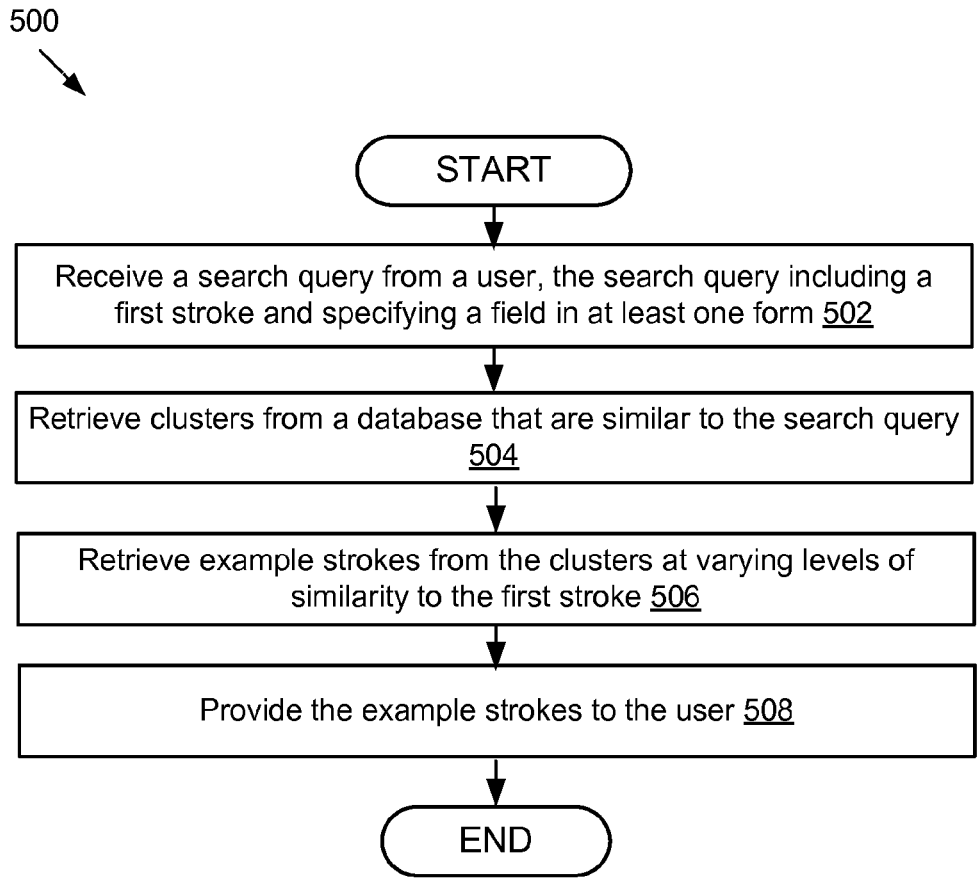 500
START
Receive a search query from a user, the search query including a
first stroke and specifying a field in at least one form 502
Retrieve clusters from a database that are similar to the search query
504
Retrieve example strokes from the clusters at varying levels of
similarity to the first stroke 506
Provide the example strokes to the user 508
END